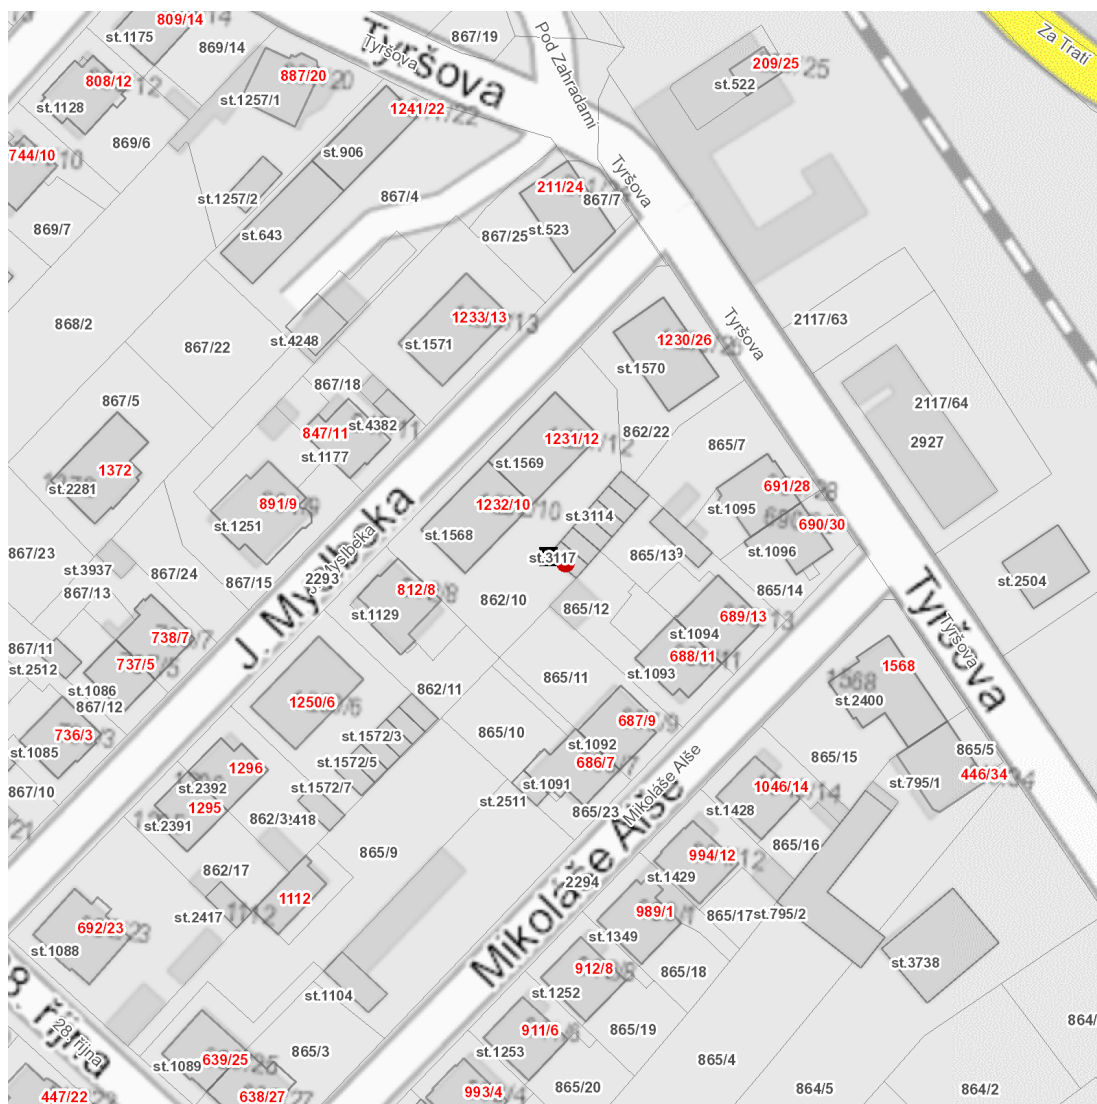 809/14
867/19
Tyršova
Tyršova
st.1175
869/14
Pod Zahradami
Za Tratí
209/25
st.522
808/12
887/20
st.1128
st.1257/1
1241/22
869/6
744/10
st.906
Tyršova
211/24
867/7
867/4
st.1257/2
869/7
st.643
867/25
st.523
868/2
1233/13
2117/63
st.4248
st.1571
867/22
Tyršova
1230/26
st.1570
867/18
867/5
2117/64
847/11
st.4382
st.1177
862/22
865/7
2927
1231/12
st.1569
1372
st.2281
691/28
st.1095
891/9
st.1251
1232/10
st.1568
st.3114
690/30
st.1096
J. Myslbeka
J. Myslbeka
867/23
st.3937
867/24
867/13
867/15
2293
st.3117
865/13
812/8
st.1129
862/10
865/12
865/14
st.2504
Tyršova
Tyršova
738/7
737/5
867/11
st.2512
st.1086
867/12
689/13
st.1094
688/11
st.1093
1568
1568
st.2400
862/11
865/11
1250/6
736/3
st.1085
st.1572/3
865/10
687/9
st.1092
686/7
865/15
865/5
st.795/1
446/34
1296
st.2392
1295
st.2391
st.1572/5
st.1572/7
st.1091
st.2511
Mikoláše Alše
Mikoláše Alše
1046/14
st.1428
867/10
862/3
865/23
865/9
865/16
862/17
994/12
st.1429
2294
1112
1112
st.2417
989/1
st.1349
865/17
st.795/2
692/23
st.1088
912/8
st.1252
865/18
st.3738
st.1104
28. října
911/6
st.1253
865/19
864/
639/25
st.1089
865/3
865/4
447/22
638/27
993/4
865/20
864/5
864/2